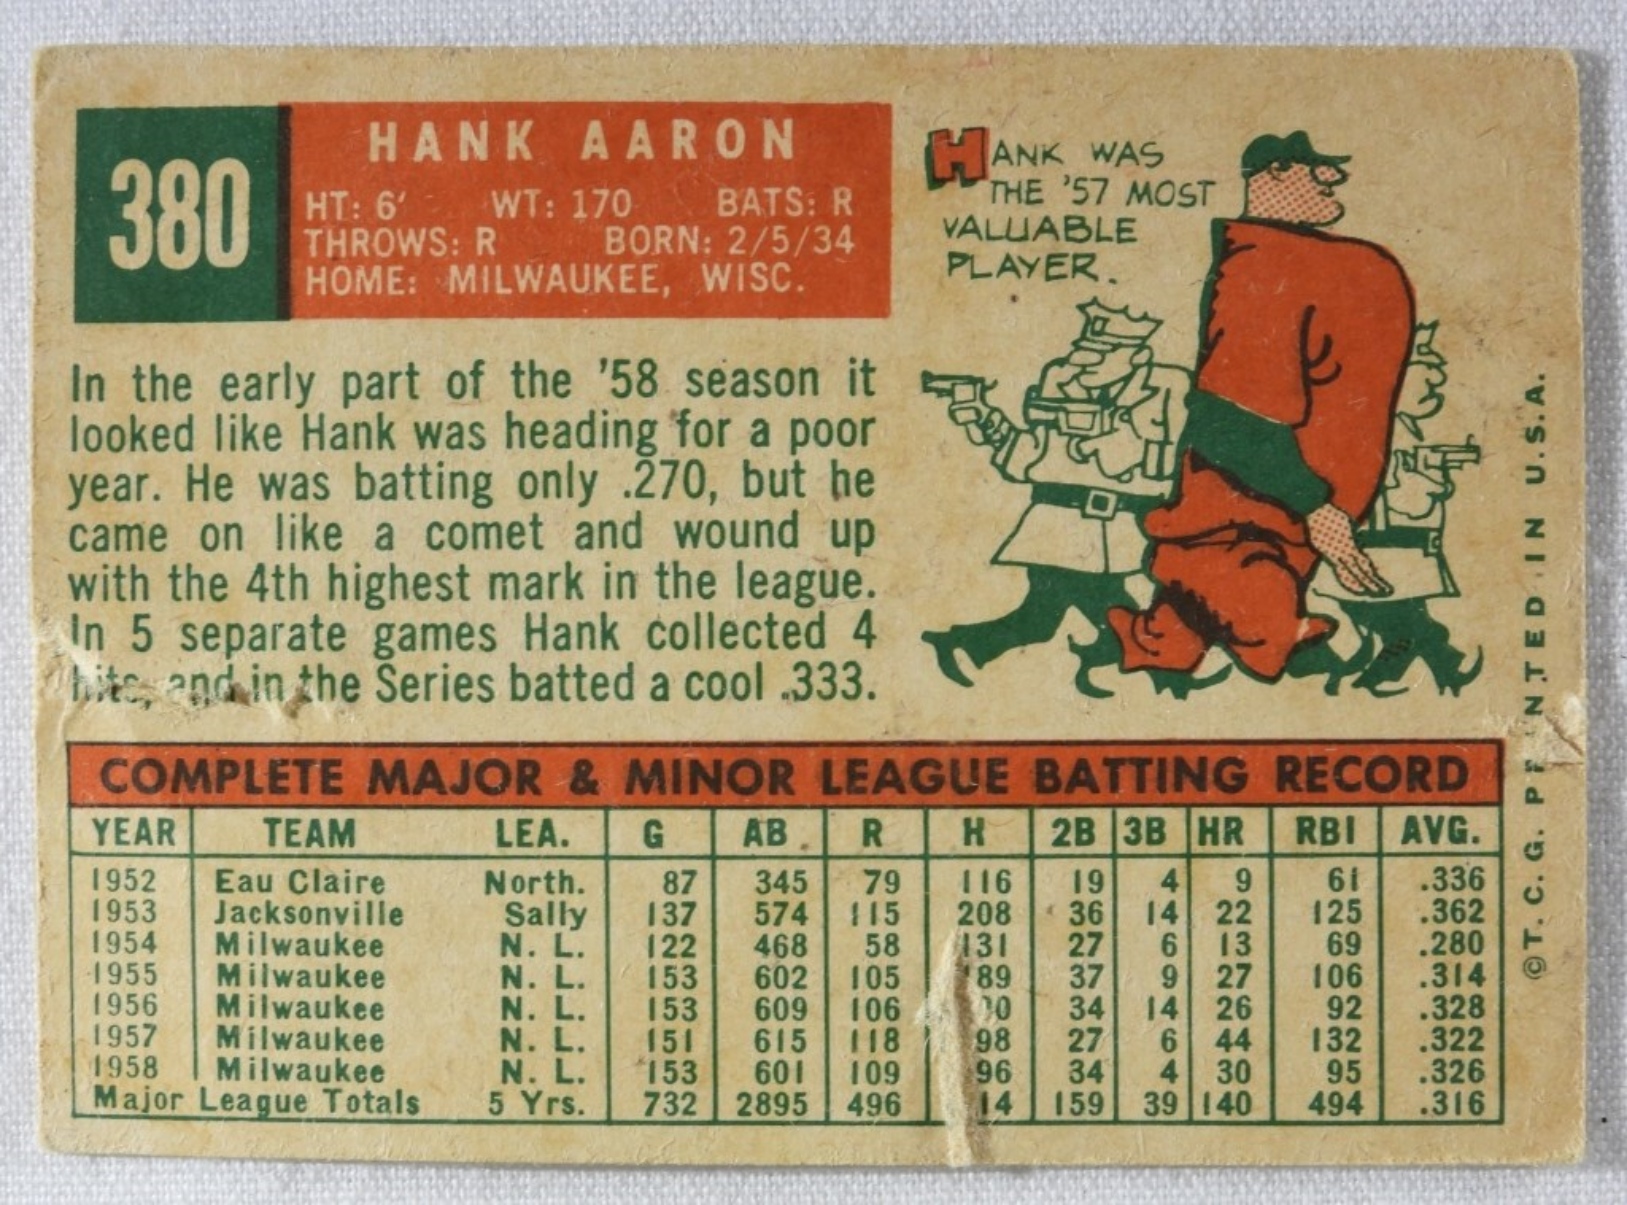 380
HANK AARON
HT: 6' WT: 170 BATS: R
THROWS: R BORN: 2/5/34
HOME: MILWAUKEE, WISC.
HANK WAS
THE '57 MOST
VALUABLE
PLAYER.
In the early part of the '58 season it
looked like Hank was heading for a poor
year. He was batting only .270, but he
came on like a comet and wound up
with the 4th highest mark in the league.
In 5 separate games Hank collected 4
hits, and in the Series batted a cool .333.
COMPLETE MAJOR & MINOR LEAGUE BATTING RECORD
YEAR TEAM LEA. G AB R H 2B 3B HR RBI AVG.
1952 Eau Claire North. 87 345 79 116 19 4 9 61 .336
1953 Jacksonville Sally 137 574 115 208 36 14 22 125 .362
1954 Milwaukee N. L. 122 468 58 131 27 6 13 69 .280
1955 Milwaukee N. L. 153 602 105 89 37 9 27 106 .314
1956 Milwaukee N. L. 153 609 106 34 14 26 92 .328
1957 Milwaukee N. L. 151 615 118 98 27 6 44 132 .322
1958 Milwaukee N. L. 153 601 109 96 34 4 30 95 .326
Major League Totals 5 Yrs. 732 2895 496 14 159 39 140 494 .316
© T. C. G. PRINTED IN U.S.A.